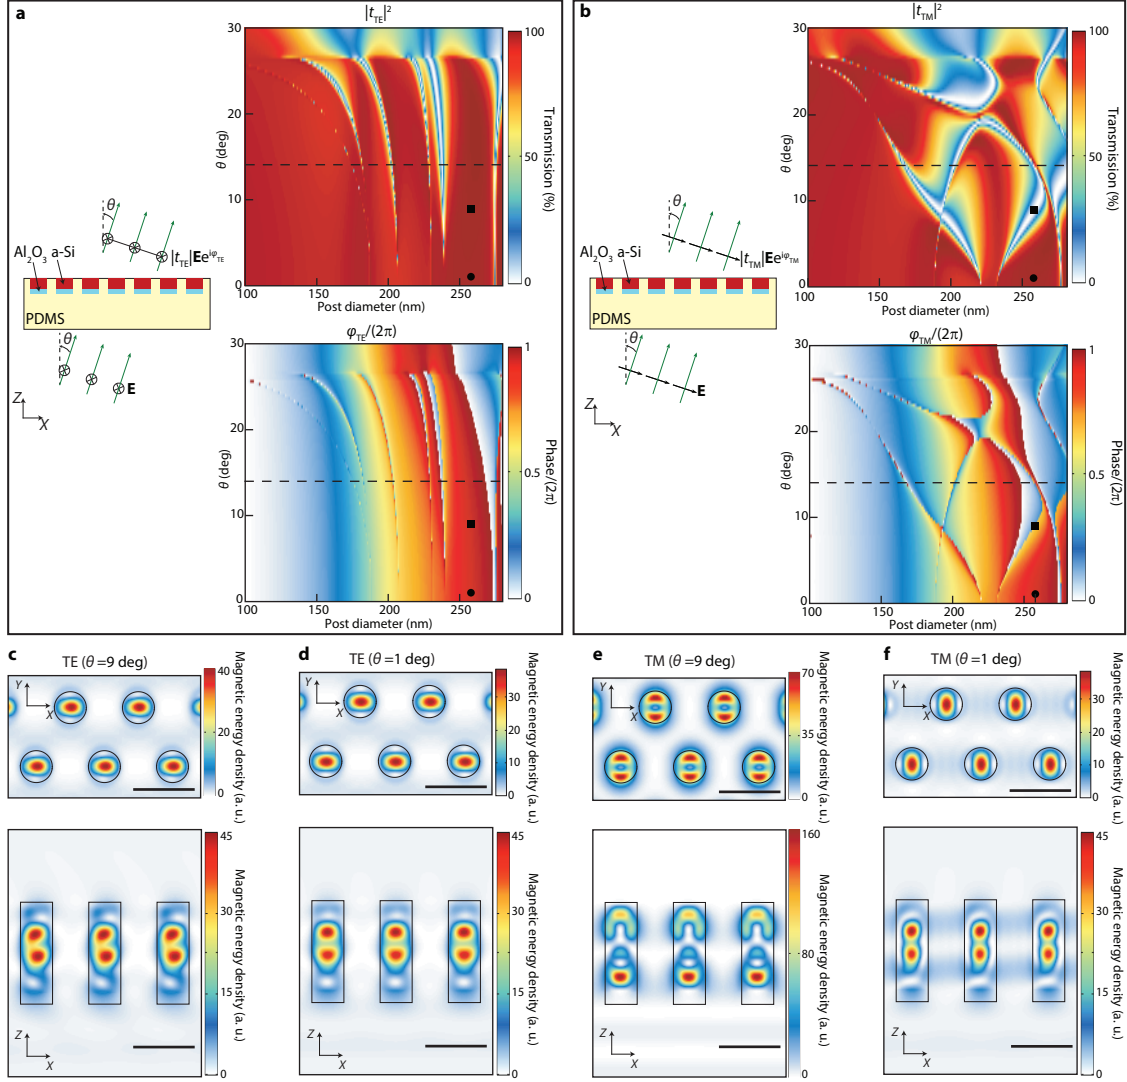 a
|t_TE|²
30
20
10
0
θ (deg)
100
150
200
250
Post diameter (nm)
100
50
0
Transmission (%)
θ
Al₂O₃ a-Si
|t_TE|Ee^iφ_TE
PDMS
θ
E
Z
X
φ_TE/(2π)
30
20
10
0
θ (deg)
100
150
200
250
Post diameter (nm)
1
0.5
0
Phase/(2π)
b
|t_TM|²
30
20
10
0
θ (deg)
100
150
200
250
Post diameter (nm)
100
50
0
Transmission (%)
θ
Al₂O₃ a-Si
|t_TM|Ee^iφ_TM
PDMS
θ
E
Z
X
φ_TM/(2π)
30
20
10
0
θ (deg)
100
150
200
250
Post diameter (nm)
1
0.5
0
Phase/(2π)
c
TE (θ =9 deg)
Y
X
40
20
0
Magnetic energy density (a. u.)
Z
X
45
30
15
0
Magnetic energy density (a. u.)
d
TE (θ =1 deg)
Y
X
30
20
10
0
Magnetic energy density (a. u.)
Z
X
45
30
15
0
Magnetic energy density (a. u.)
e
TM (θ =9 deg)
Y
X
70
35
0
Magnetic energy density (a. u.)
Z
X
160
80
0
Magnetic energy density (a. u.)
f
TM (θ =1 deg)
Y
X
30
20
10
0
Magnetic energy density (a. u.)
Z
X
45
30
15
0
Magnetic energy density (a. u.)